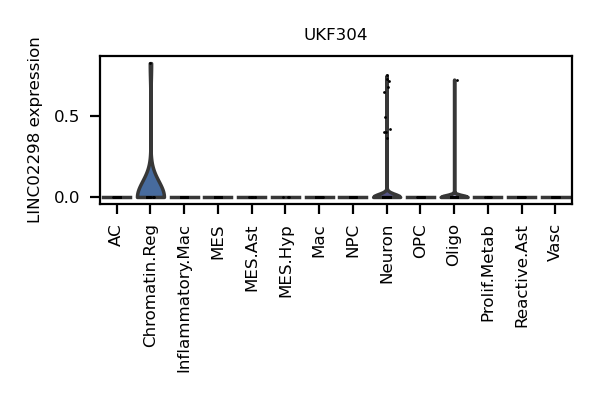 UKF304
LINC02298 expression
0.5
0.0
AC
Chromatin.Reg
Inflammatory.Mac
MES
MES.Ast
MES.Hyp
Mac
NPC
Neuron
OPC
Oligo
Prolif.Metab
Reactive.Ast
Vasc